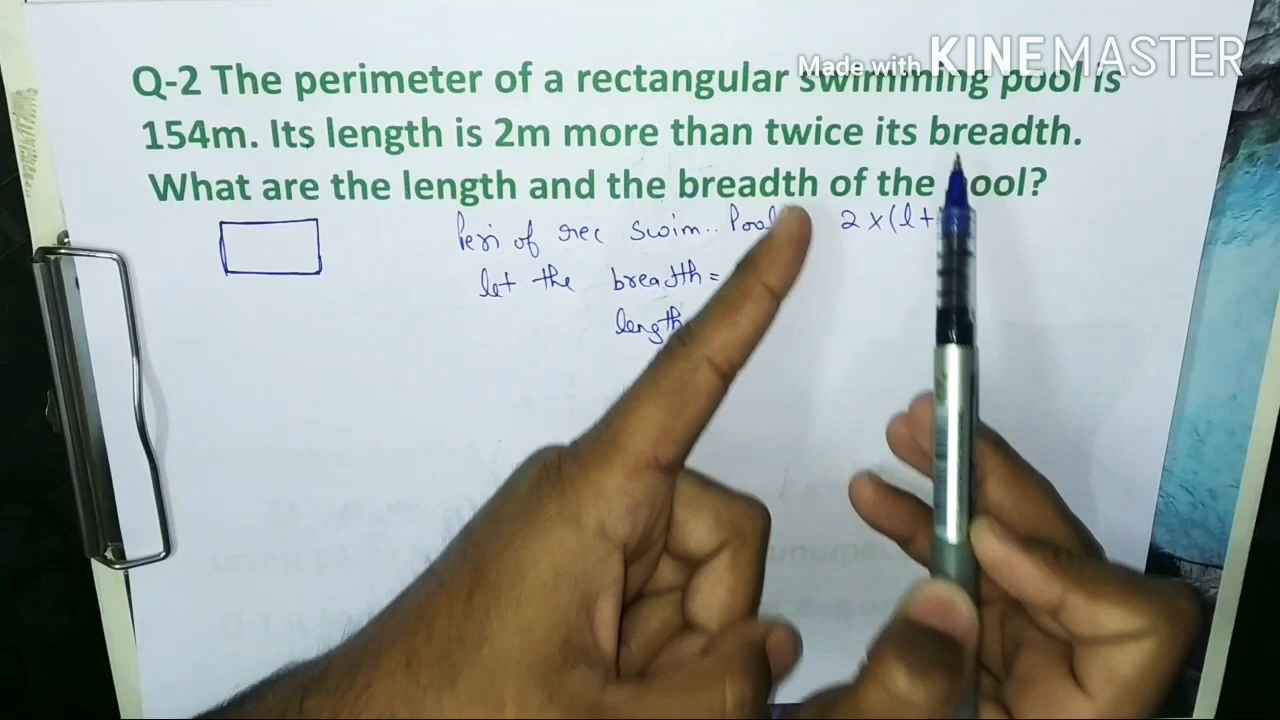 Made with KINEMASTER
Q-2 The perimeter of a rectangular swimming pool is
154m. Its length is 2m more than twice its breadth.
What are the length and the breadth of the pool?
Peri of rec swim.. Pool 2 x (l+
let the breadth =
length